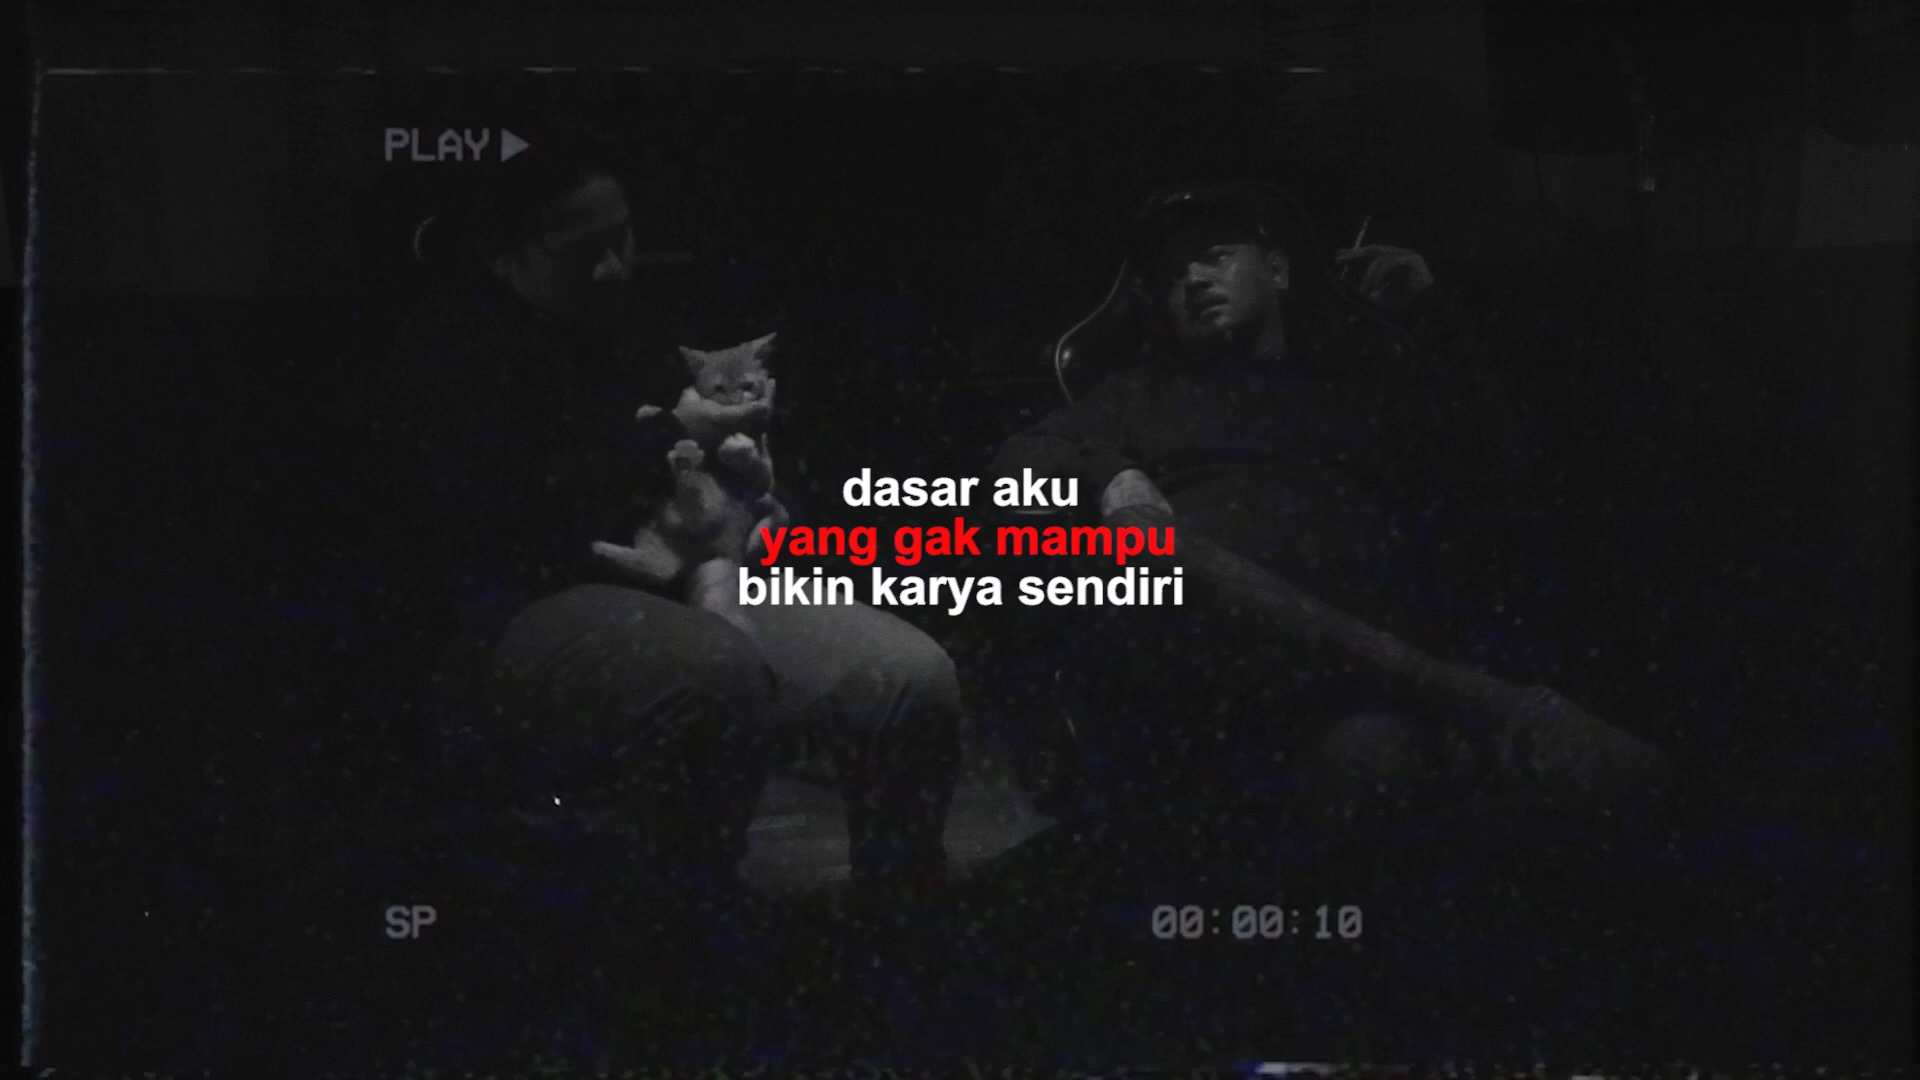 PLAY
dasar aku
yang gak mampu
bikin karya sendiri
SP
00:00:10